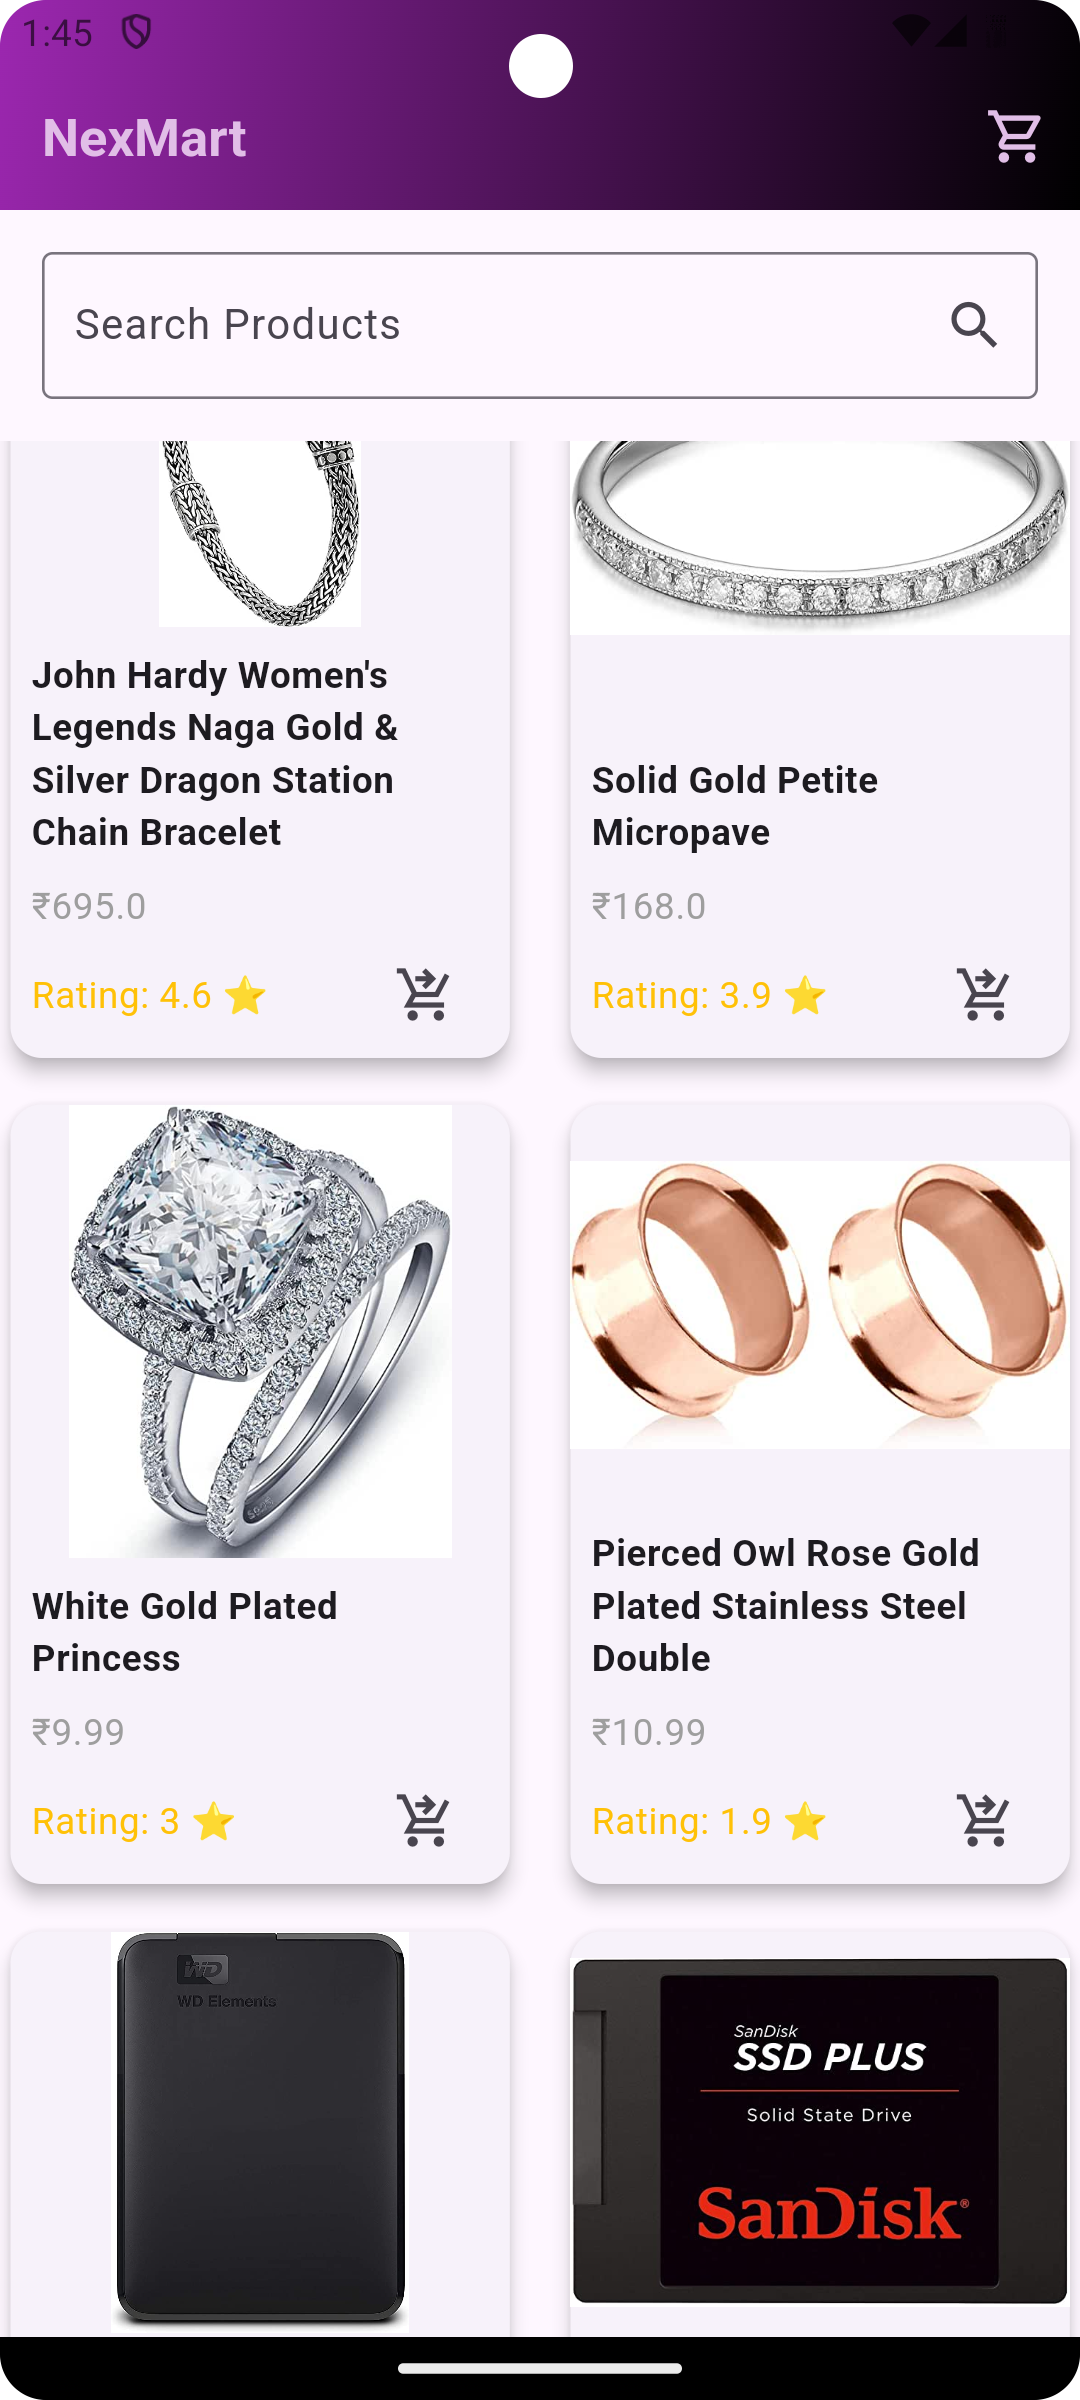 1:45
NexMart
Search Products
John Hardy Women's
Legends Naga Gold &
Silver Dragon Station
Chain Bracelet
₹695.0
Rating: 4.6 ⭐
Solid Gold Petite
Micropave
₹168.0
Rating: 3.9 ⭐
White Gold Plated
Princess
₹9.99
Rating: 3 ⭐
Pierced Owl Rose Gold
Plated Stainless Steel
Double
₹10.99
Rating: 1.9 ⭐
WD
WD Elements
SanDisk
SSD PLUS
Solid State Drive
SanDisk®